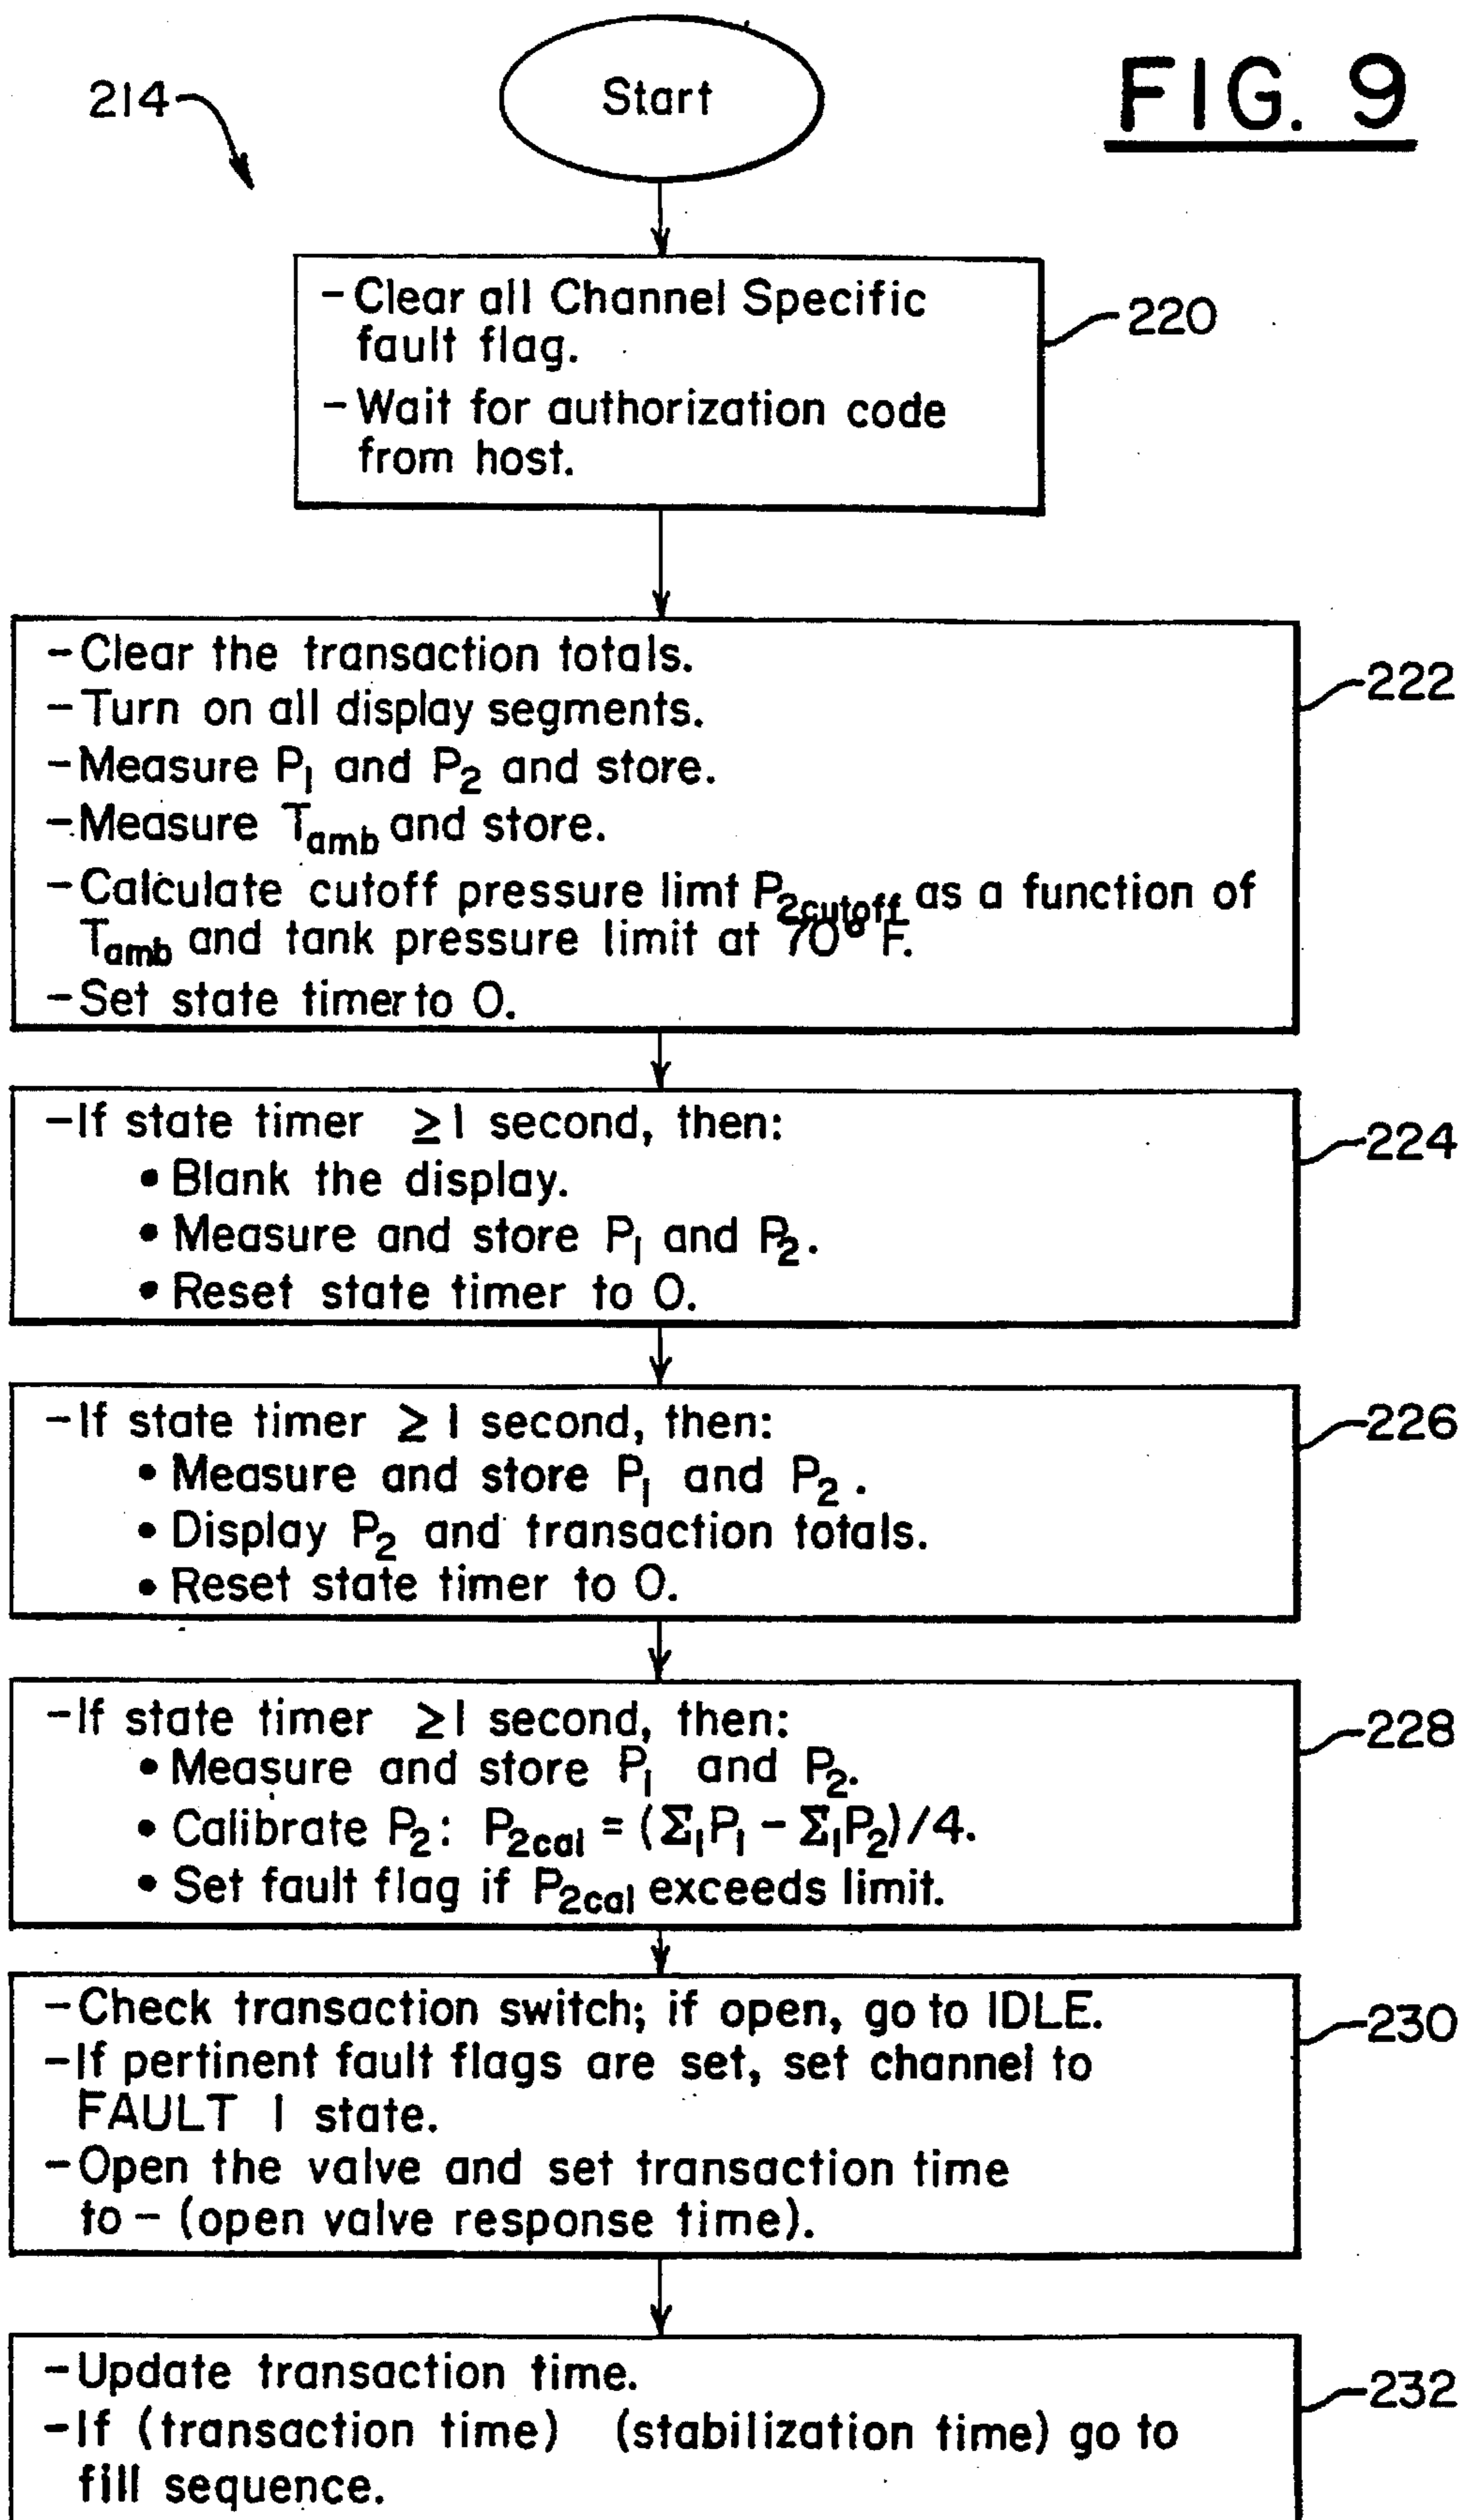 214
Start
FIG. 9
- Clear all Channel Specific
fault flag.
- Wait for authorization code
from host.
220
- Clear the transaction totals.
- Turn on all display segments.
- Measure P₁ and P₂ and store.
- Measure Tamb and store.
- Calculate cutoff pressure limt P2cutoff as a function of
Tamb and tank pressure limit at 70° F.
- Set state timer to 0.
222
- If state timer ≥ 1 second, then:
• Blank the display.
• Measure and store P₁ and P₂.
• Reset state timer to 0.
224
- If state timer ≥ 1 second, then:
• Measure and store P₁ and P₂.
• Display P₂ and transaction totals.
• Reset state timer to 0.
226
- If state timer ≥ 1 second, then:
• Measure and store P₁ and P₂.
• Calibrate P₂: P2cal = (Σ₁P₁ - Σ₁P₂)/4.
• Set fault flag if P2cal exceeds limit.
228
- Check transaction switch; if open, go to IDLE.
- If pertinent fault flags are set, set channel to
FAULT 1 state.
- Open the valve and set transaction time
to - (open valve response time).
230
- Update transaction time.
- If (transaction time) (stabilization time) go to
fill sequence.
232